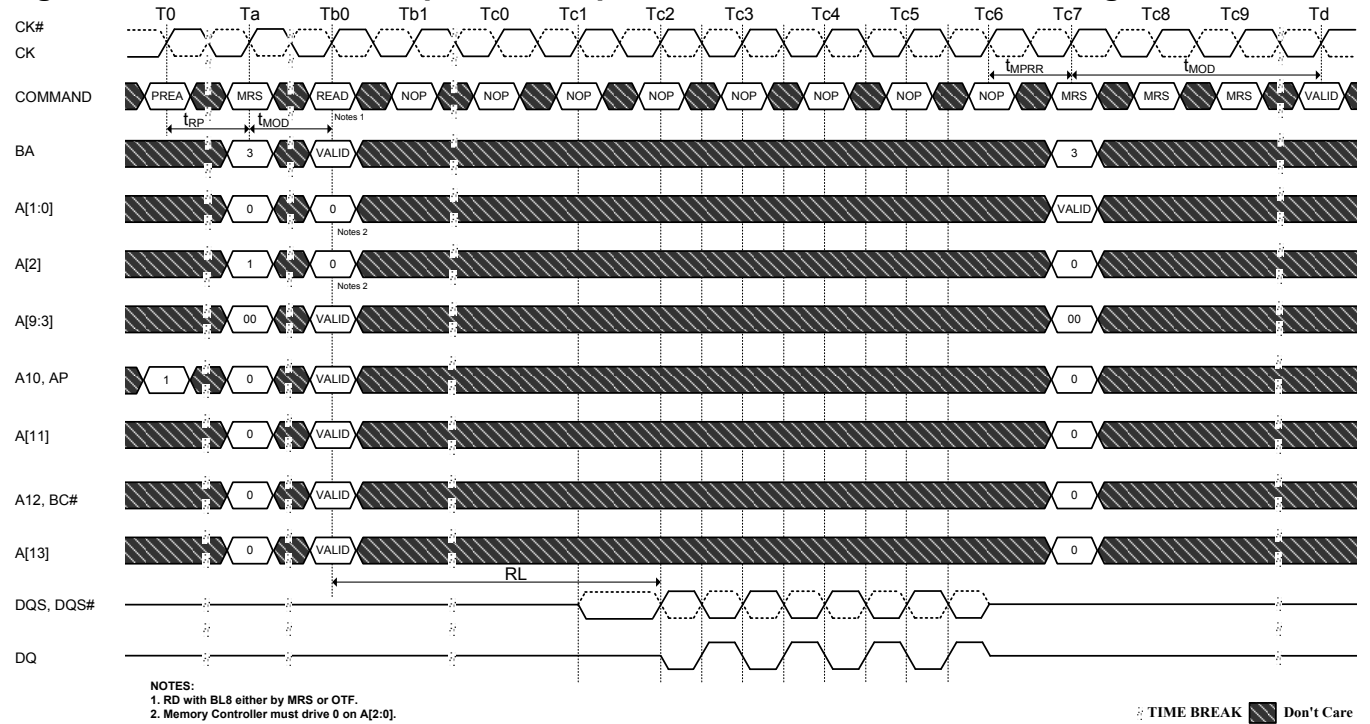 T0 Ta Tb0 Tb1 Tc0 Tc1 Tc2 Tc3 Tc4 Tc5 Tc6 Tc7 Tc8 Tc9 Td
CK#
CK
tMPRR tMOD
COMMAND PREA MRS READ NOP NOP NOP NOP NOP NOP NOP NOP MRS MRS MRS VALID
Notes 1
tRP tMOD
BA 3 VALID 3
A[1:0] 0 0 VALID
Notes 2
A[2] 1 0 0
Notes 2
A[9:3] 00 VALID 00
A10, AP 1 0 VALID 0
A[11] 0 VALID 0
A12, BC# 0 VALID 0
A[13] 0 VALID 0
RL
DQS, DQS#
DQ
NOTES:
1. RD with BL8 either by MRS or OTF.
2. Memory Controller must drive 0 on A[2:0].
TIME BREAK Don't Care